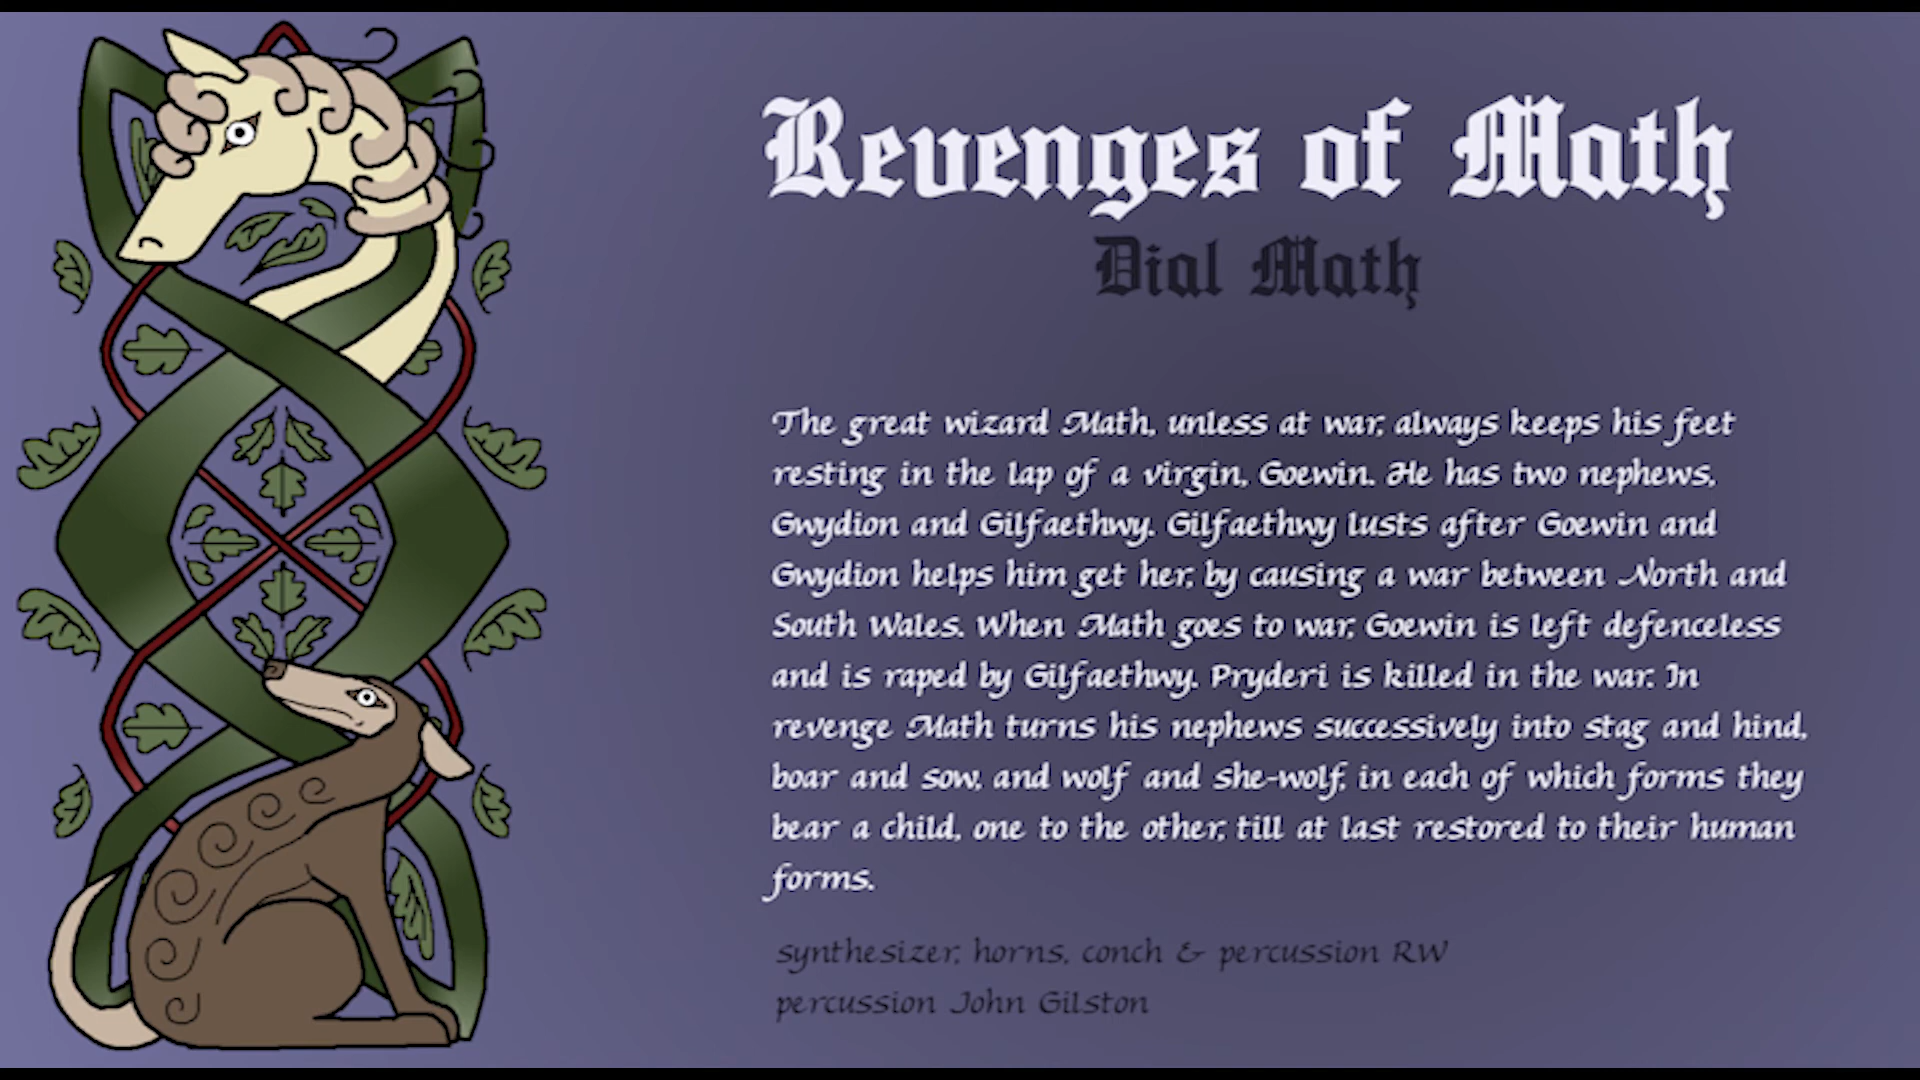 Revenges of Math
Dial Math
The great wizard Math, unless at war, always keeps his feet
resting in the lap of a virgin, Goewin. He has two nephews,
Gwydion and Gilfaethwy. Gilfaethwy lusts after Goewin and
Gwydion helps him get her, by causing a war between North and
South Wales. When Math goes to war, Goewin is left defenceless
and is raped by Gilfaethwy. Pryderi is killed in the war. In
revenge Math turns his nephews successively into stag and hind,
boar and sow, and wolf and she-wolf, in each of which forms they
bear a child, one to the other, till at last restored to their human
forms.
synthesizer, horns, conch & percussion RW
percussion John Gilston